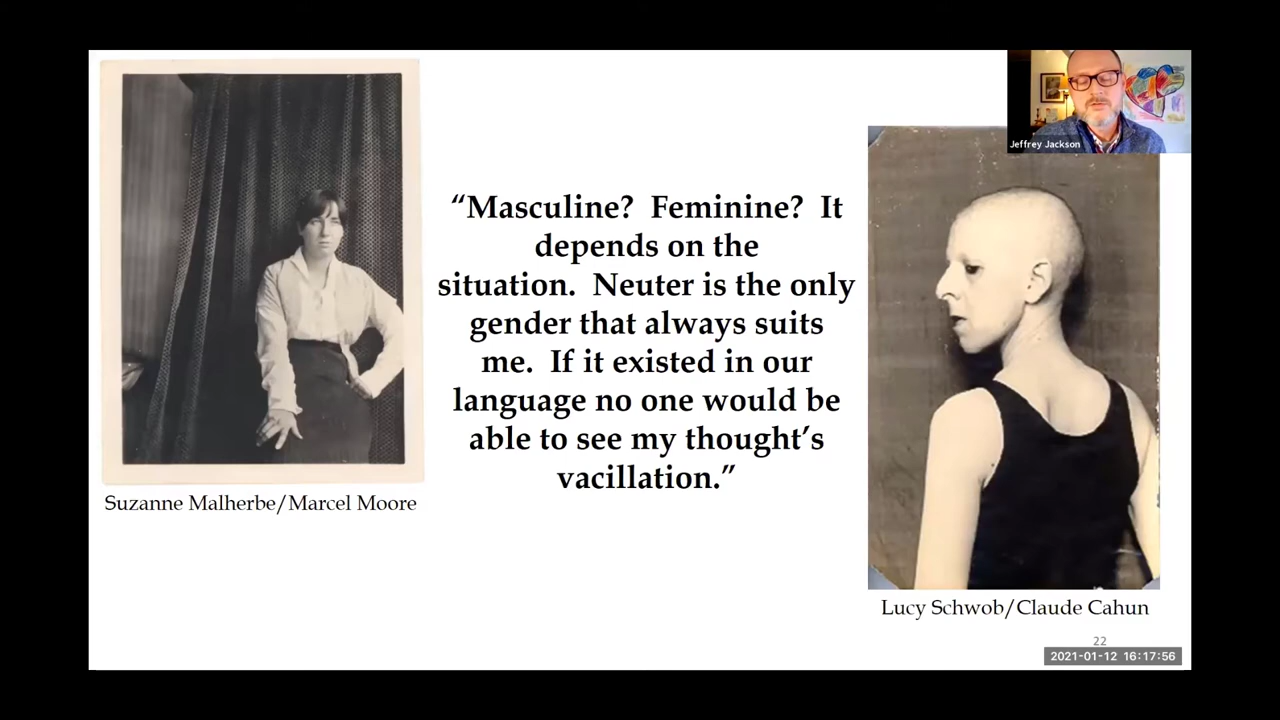 Jeffrey Jackson
“Masculine?  Feminine?  It
depends on the
situation.  Neuter is the only
gender that always suits
me.  If it existed in our
language no one would be
able to see my thought’s
vacillation.”
Suzanne Malherbe/Marcel Moore
Lucy Schwob/Claude Cahun
22
2021-01-12  16:17:56